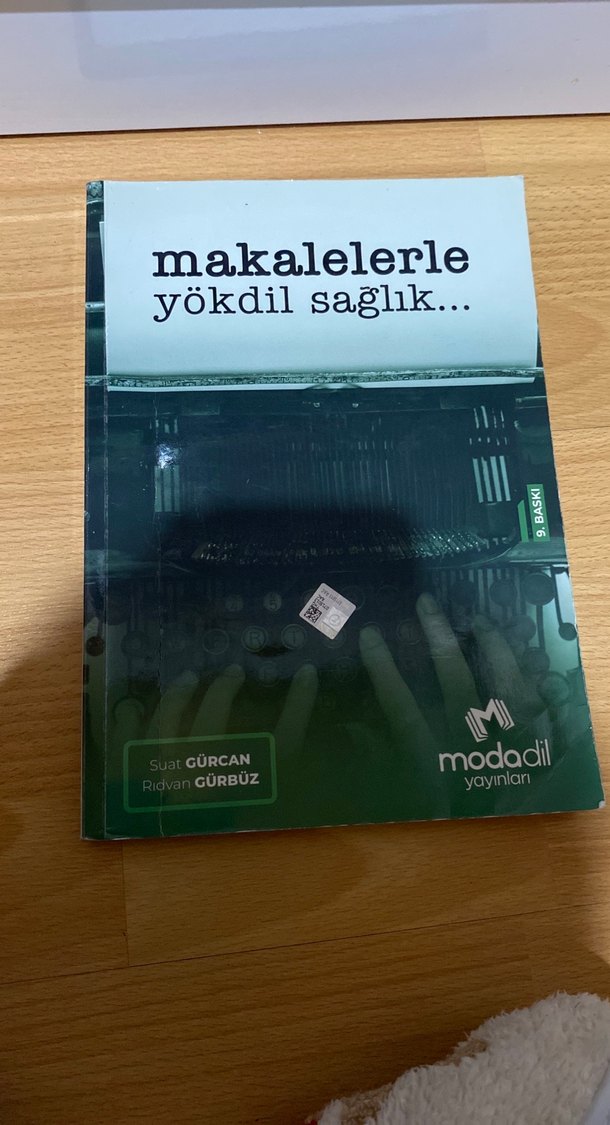 makalelerle
yökdil sağlık...
9. BASKI
Suat GÜRCAN
Rıdvan GÜRBÜZ
modadil
yayınları